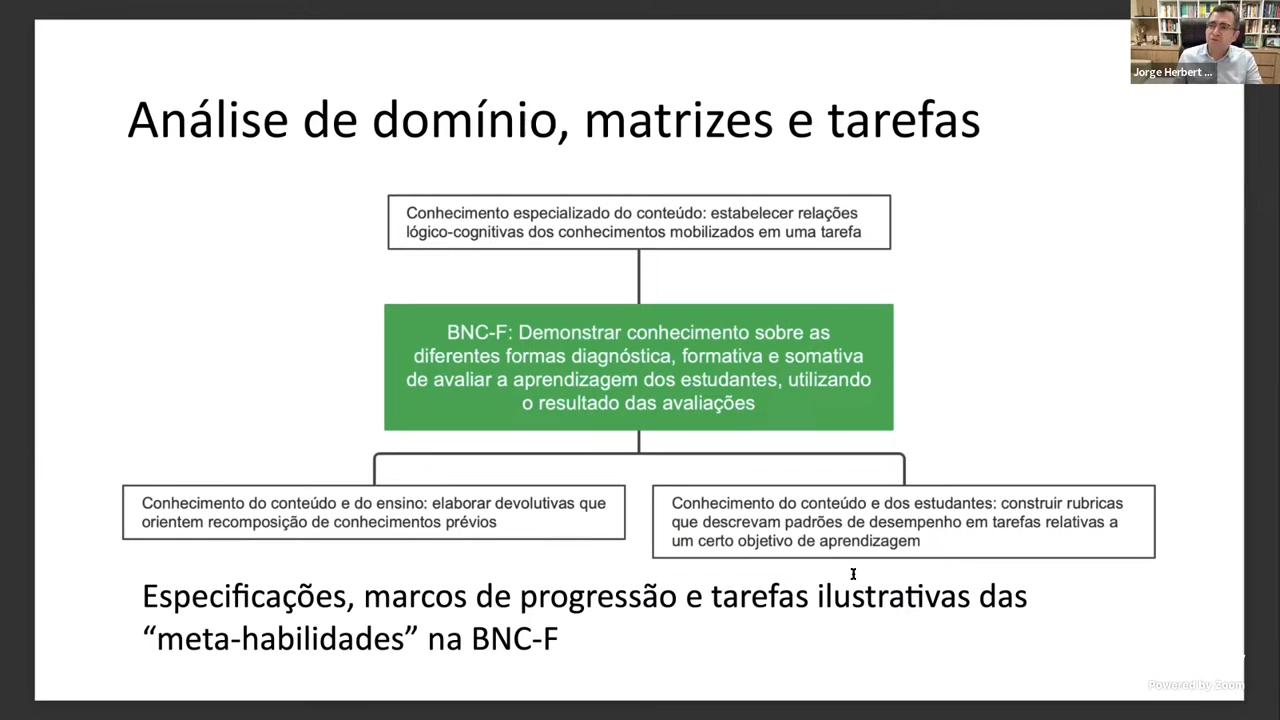 Jorge Herbert ...
Análise de domínio, matrizes e tarefas
Conhecimento especializado do conteúdo: estabelecer relações
lógico-cognitivas dos conhecimentos mobilizados em uma tarefa
BNC-F: Demonstrar conhecimento sobre as
diferentes formas diagnóstica, formativa e somativa
de avaliar a aprendizagem dos estudantes, utilizando
o resultado das avaliações
Conhecimento do conteúdo e do ensino: elaborar devolutivas que
orientem recomposição de conhecimentos prévios
Conhecimento do conteúdo e dos estudantes: construir rubricas
que descrevam padrões de desempenho em tarefas relativas a
um certo objetivo de aprendizagem
Especificações, marcos de progressão e tarefas ilustrativas das
“meta-habilidades” na BNC-F
Powered by Zoom